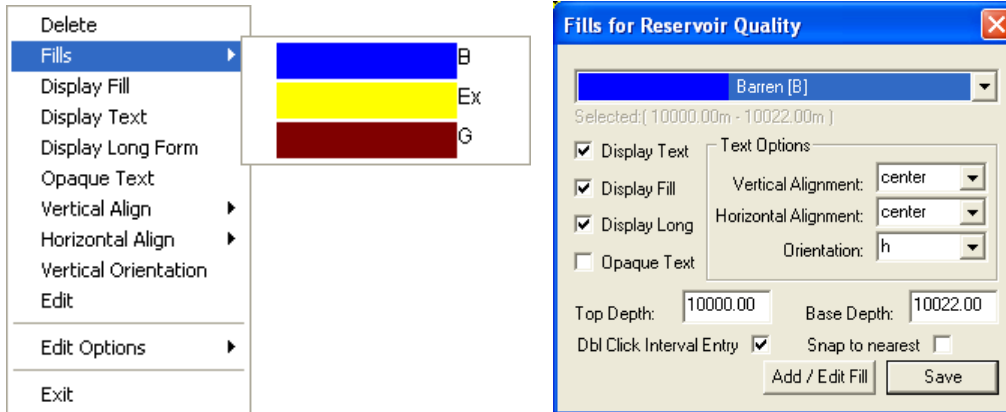 Delete
Fills
B
Ex
G
Display Fill
Display Text
Display Long Form
Opaque Text
Vertical Align
Horizontal Align
Vertical Orientation
Edit
Edit Options
Exit
Fills for Reservoir Quality
Barren [B]
Selected:( 10000.00m - 10022.00m )
Display Text
Display Fill
Display Long
Opaque Text
Text Options
Vertical Alignment: center
Horizontal Alignment: center
Orientation: h
Top Depth: 10000.00 Base Depth: 10022.00
Dbl Click Interval Entry Snap to nearest
Add / Edit Fill Save